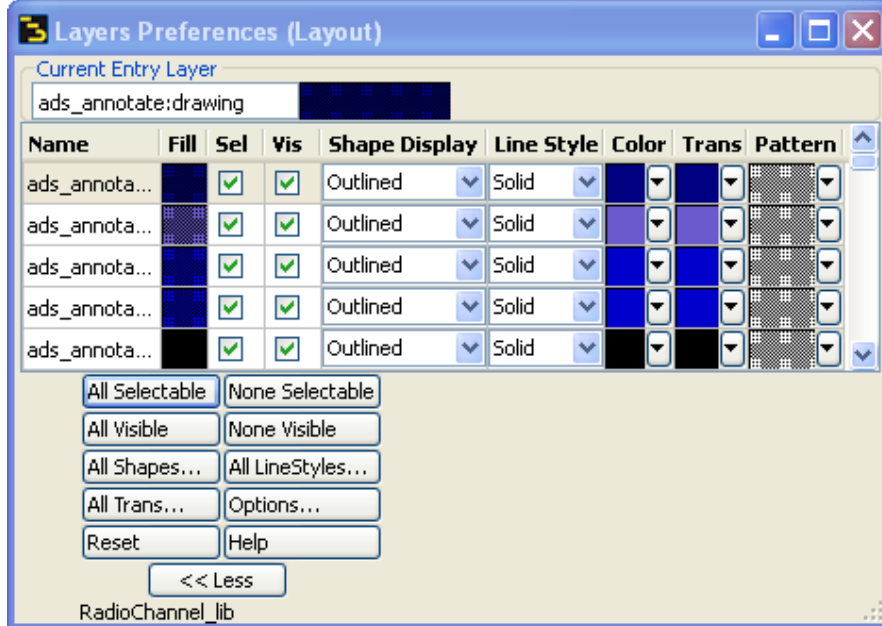 Layers Preferences (Layout)
Current Entry Layer
ads_annotate:drawing
Name Fill Sel Vis Shape Display Line Style Color Trans Pattern
ads_annota... Outlined Solid
ads_annota... Outlined Solid
ads_annota... Outlined Solid
ads_annota... Outlined Solid
ads_annota... Outlined Solid
All Selectable None Selectable
All Visible None Visible
All Shapes... All LineStyles...
All Trans... Options...
Reset Help
<< Less
RadioChannel_lib